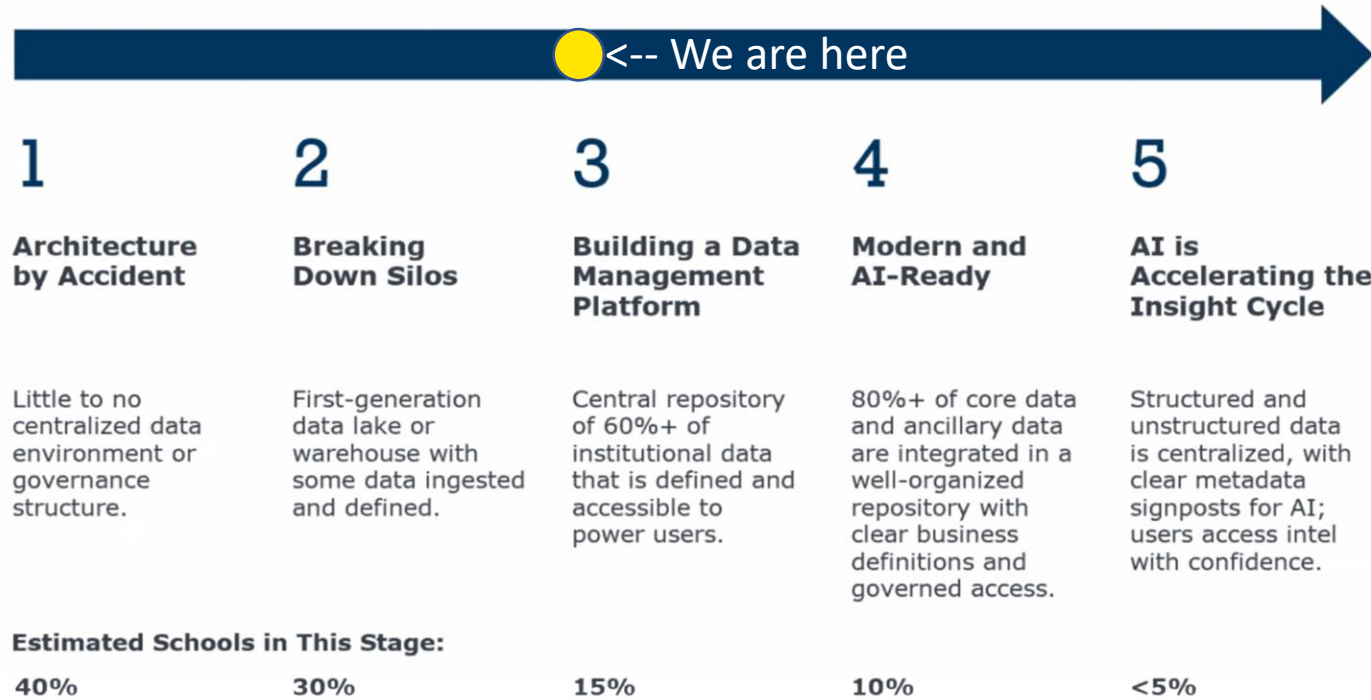 <-- We are here
1
Architecture
by Accident
Little to no
centralized data
environment or
governance
structure.
2
Breaking
Down Silos
First-generation
data lake or
warehouse with
some data ingested
and defined.
3
Building a Data
Management
Platform
Central repository
of 60%+ of
institutional data
that is defined and
accessible to
power users.
4
Modern and
AI-Ready
80%+ of core data
and ancillary data
are integrated in a
well-organized
repository with
clear business
definitions and
governed access.
5
AI is
Accelerating the
Insight Cycle
Structured and
unstructured data
is centralized, with
clear metadata
signposts for AI;
users access intel
with confidence.
Estimated Schools in This Stage:
40% 30% 15% 10% <5%